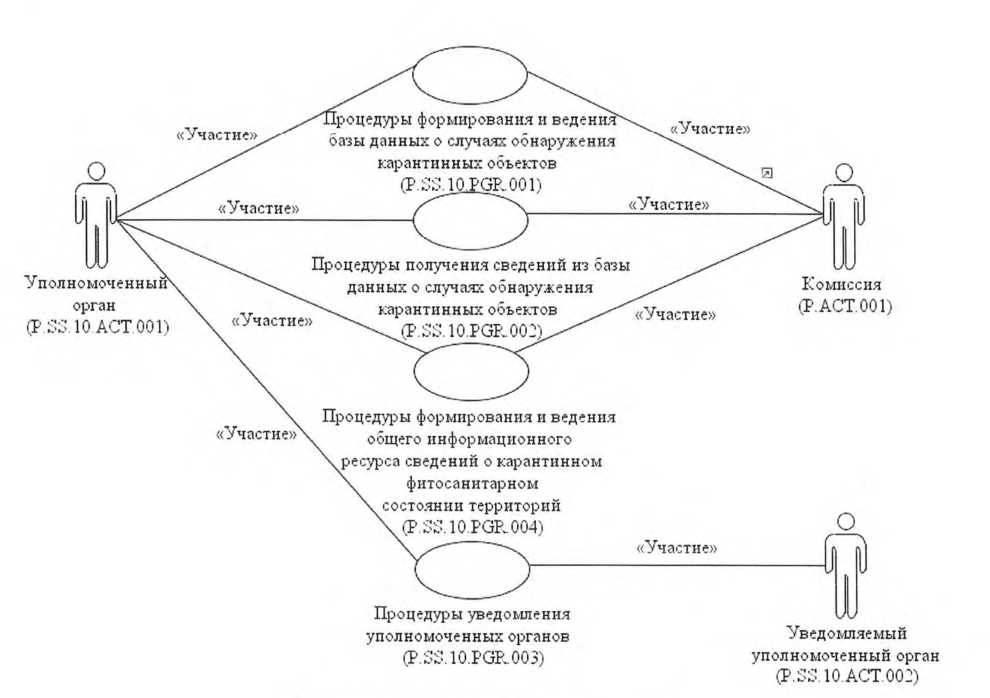 «Участие»
«Участие»
Процедуры формирования и ведения
базы данных о случаях обнаружения
карантинных объектов
(P.SS.10.PGR.001)
«Участие»
«Участие»
Уполномоченный
орган
(P.SS.10.ACT.001)
Процедуры получения сведений из базы
данных о случаях обнаружения
карантинных объектов
(P.SS.10.PGR.002)
Комиссия
(P.ACT.001)
«Участие»
«Участие»
Процедуры формирования и ведения
общего информационного
ресурса сведений о карантинном
фитосанитарном
состоянии территорий
(P.SS.10.PGR.004)
«Участие»
«Участие»
Процедуры уведомления
уполномоченных органов
(P.SS.10.PGR.003)
Уведомляемый
уполномоченный орган
(P.SS.10.ACT.002)